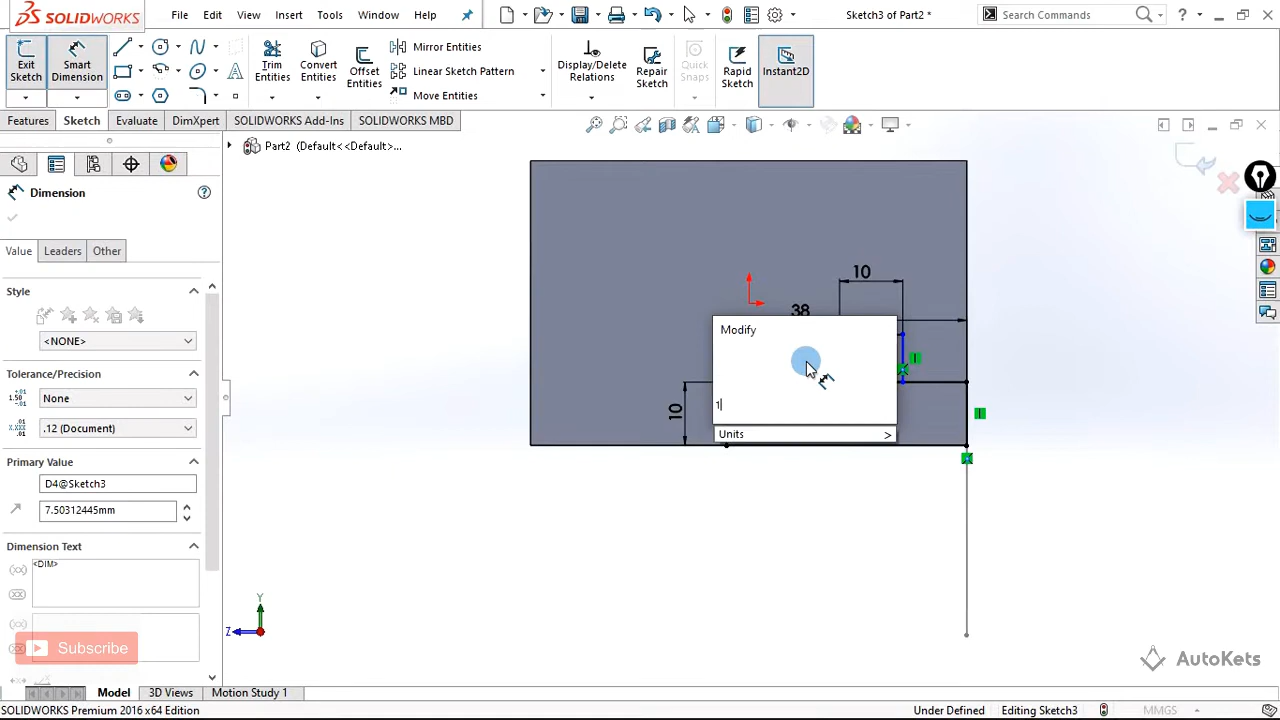 SOLIDWORKS
File
Edit
View
Insert
Tools
Window
Help
Sketch3 of Part2 *
Search Commands
?
Exit Sketch
Smart Dimension
Trim Entities
Convert Entities
Offset Entities
Mirror Entities
Linear Sketch Pattern
Move Entities
Display/Delete Relations
Repair Sketch
Quick Snaps
Rapid Sketch
Instant2D
Features
Sketch
Evaluate
DimXpert
SOLIDWORKS Add-Ins
SOLIDWORKS MBD
Part2 (Default<<Default>...
Dimension
Value
Leaders
Other
Style
<NONE>
Tolerance/Precision
None
.12 (Document)
Primary Value
D4@Sketch3
7.50312445mm
Dimension Text
<DIM>
Subscribe
10
38
Modify
1
Units >
10
Y
Z
AutoKets
Model
3D Views
Motion Study 1
SOLIDWORKS Premium 2016 x64 Edition
Under Defined
Editing Sketch3
MMGS